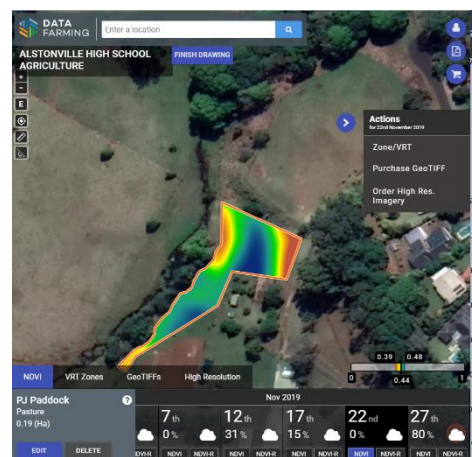 DATA
FARMING
Enter a location
ALSTONVILLE HIGH SCHOOL
AGRICULTURE
FINISH DRAWING
+
-
E
Actions
for 22nd November 2019
Zone/VRT
Purchase GeoTIFF
Order High Res.
Imagery
0.39 0.48
0 0.44 1
NDVI VRT Zones GeoTIFFs High Resolution
PJ Paddock ?
Pasture
0.19 (Ha)
EDIT DELETE
Nov 2019
7th 12th 17th 22nd 27th
0% 31% 15% 0% 80%
NDVI-R NDVI NDVI-R NDVI NDVI-R NDVI NDVI-R NDVI NDVI-R NDVI NDVI-R